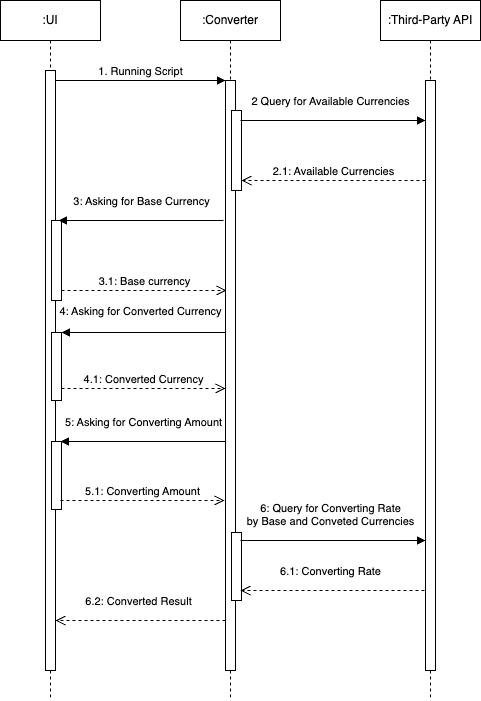 :UI
:Converter
:Third-Party API
1. Running Script
2 Query for Available Currencies
2.1: Available Currencies
3: Asking for Base Currency
3.1: Base currency
4: Asking for Converted Currency
4.1: Converted Currency
5: Asking for Converting Amount
5.1: Converting Amount
6: Query for Converting Rate
by Base and Conveted Currencies
6.1: Converting Rate
6.2: Converted Result